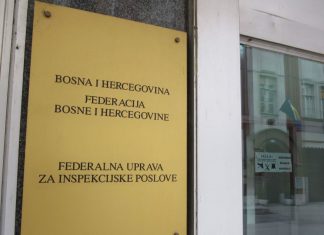 BOSNA I HERCEGOVINA
FEDERACIJA
BOSNE I HERCEGOVINE
FEDERALNA UPRAVA
ZA INSPEKCIJSKE POSLOVE